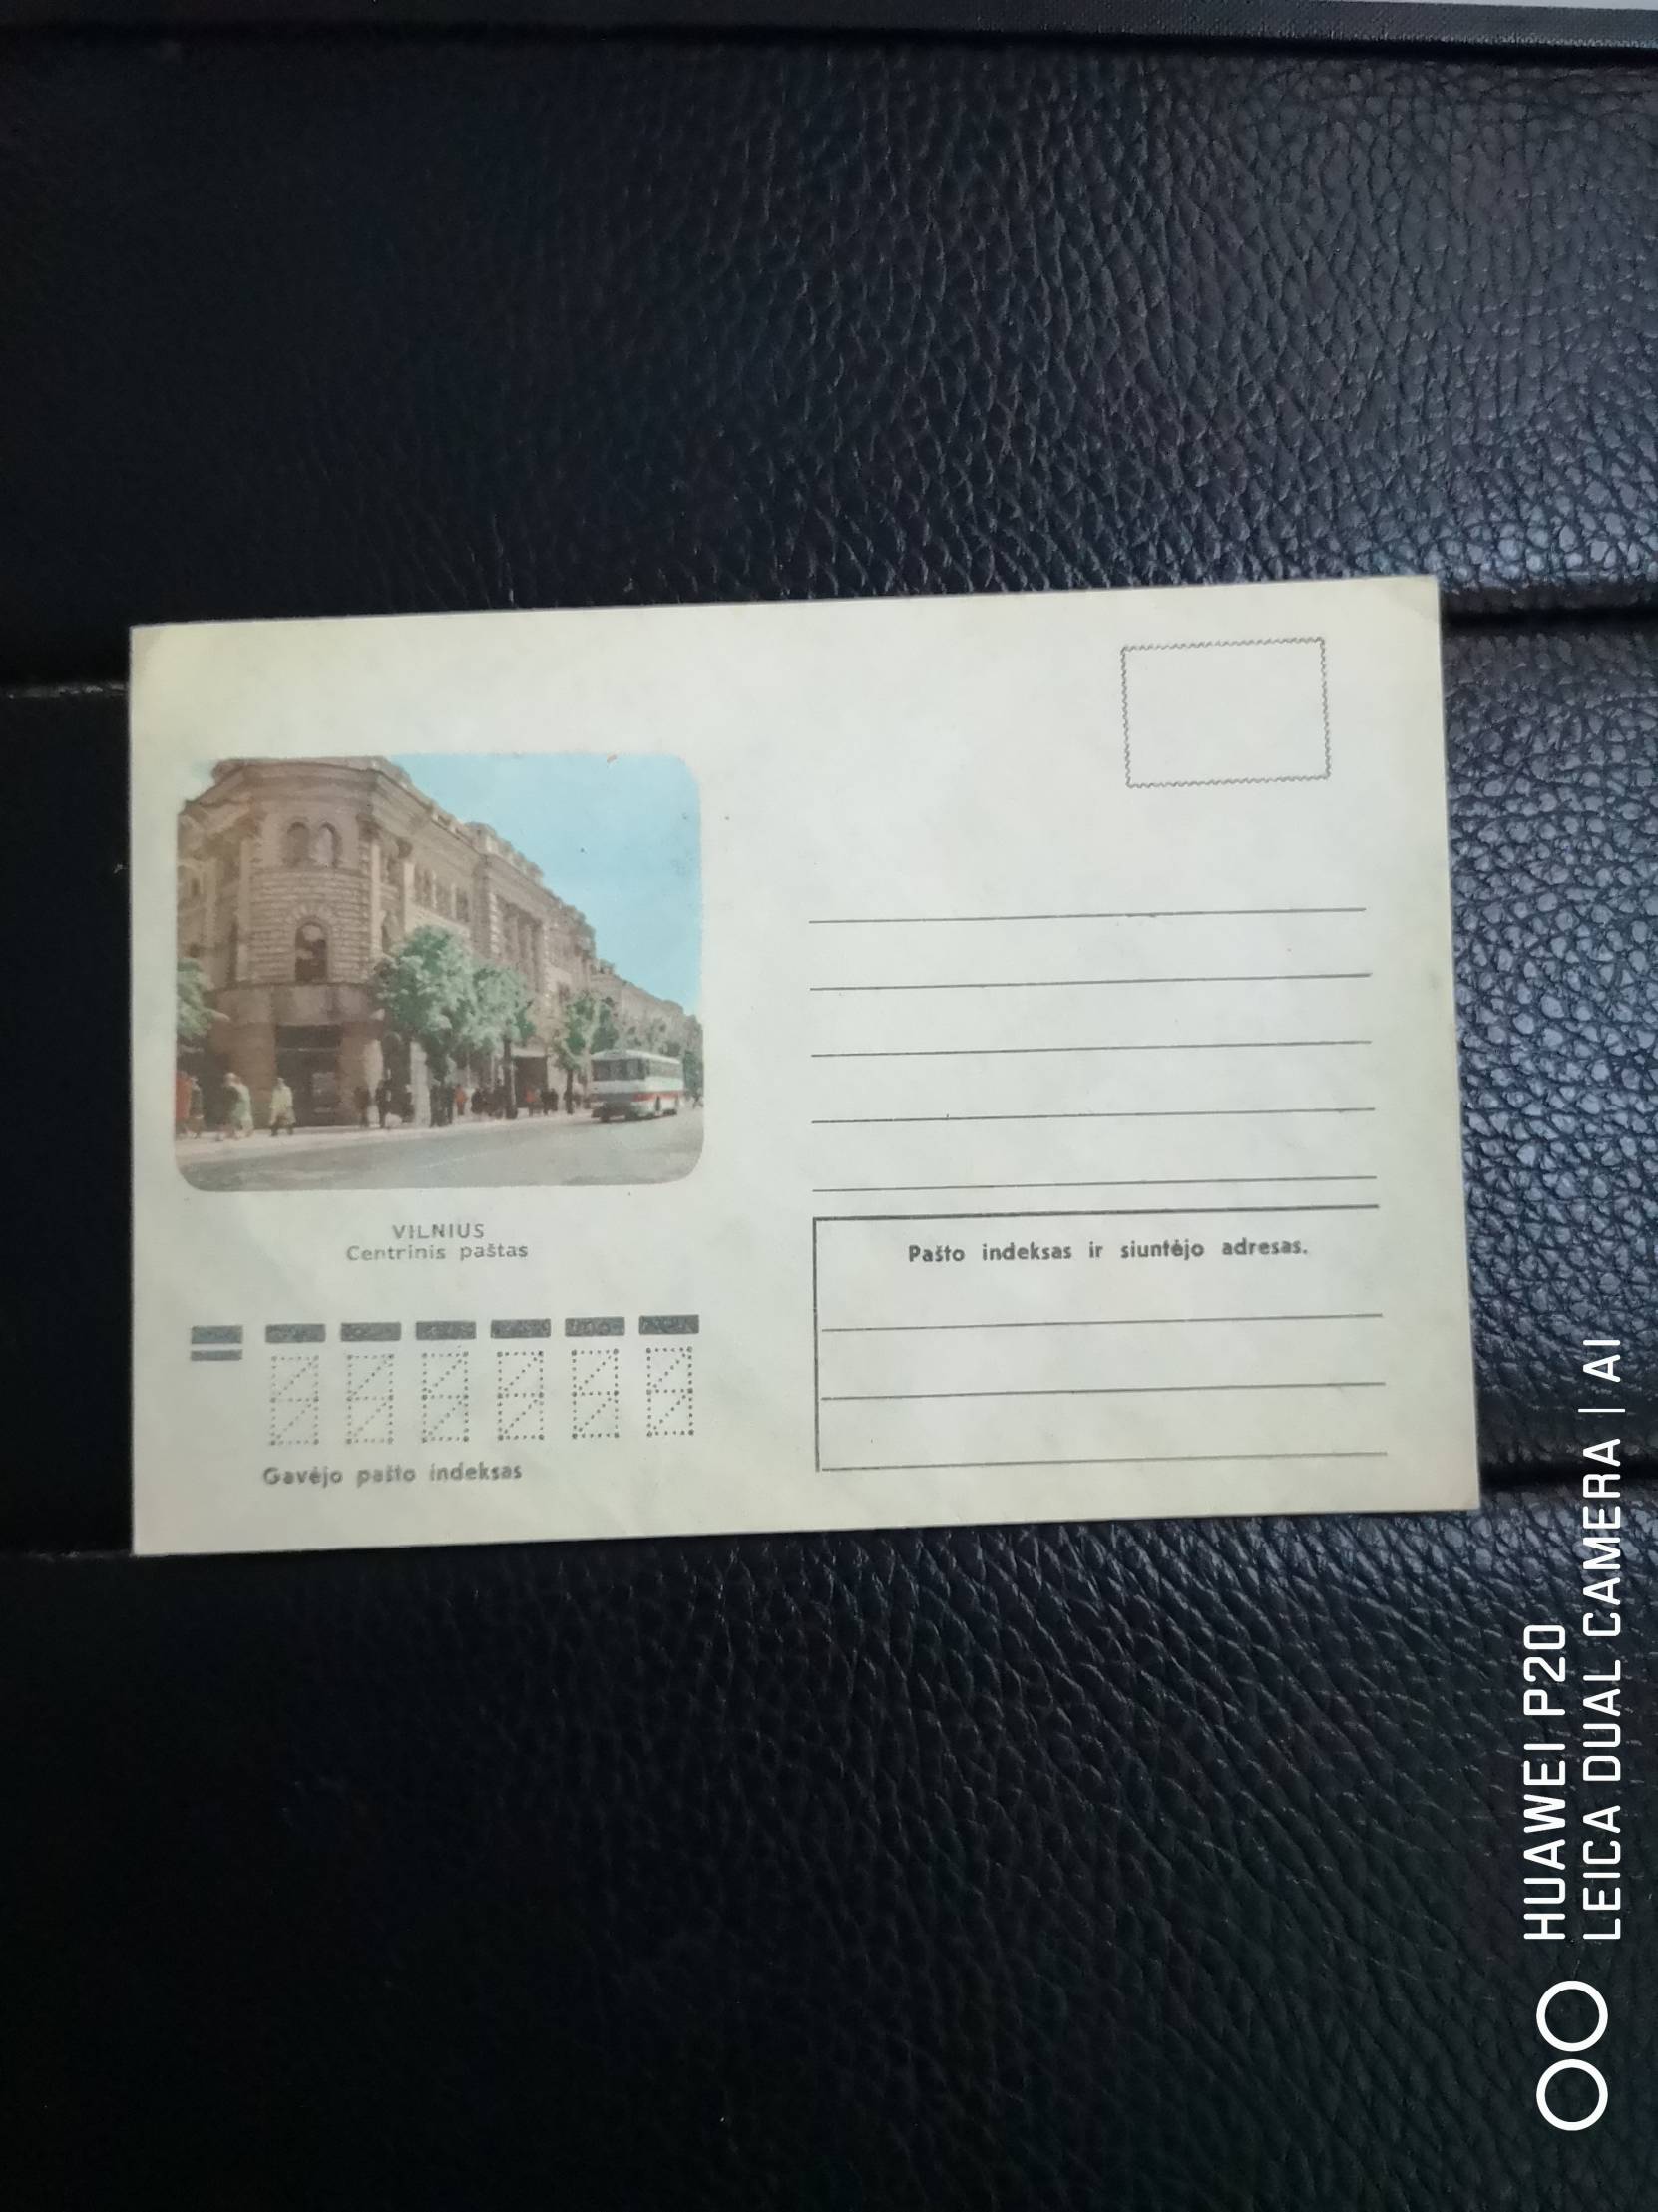 VILNIUS
Centrinis paštas
Gavėjo pašto indeksas
Pašto indeksas ir siuntėjo adresas.
HUAWEI P20
LEICA DUAL CAMERA | AI